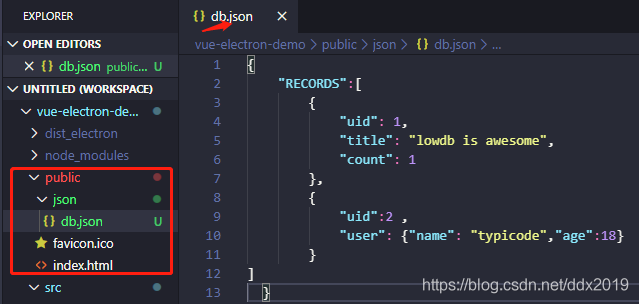 EXPLORER
OPEN EDITORS
× {} db.json public... U
UNTITLED (WORKSPACE)
vue-electron-de...
dist_electron
node_modules
public
json
{} db.json U
favicon.ico
<> index.html
src
{} db.json ×
vue-electron-demo > public > json > {} db.json > ...
1 {
2 "RECORDS":[
3 {
4 "uid": 1,
5 "title": "lowdb is awesome",
6 "count": 1
7 },
8 {
9 "uid":2 ,
10 "user": {"name": "typicode","age":18}
11 }
12 ]
13 }
https://blog.csdn.net/ddx2019